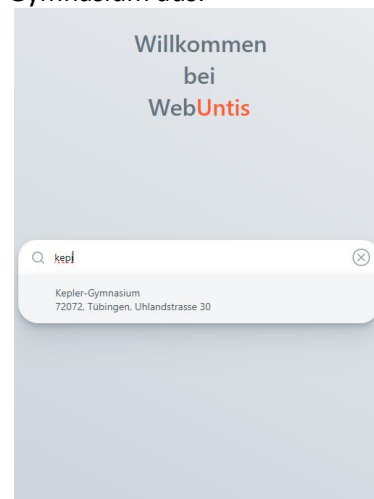 Gymnasium aus.
Willkommen
bei
WebUntis
kepl
Kepler-Gymnasium
72072, Tübingen, Uhlandstrasse 30